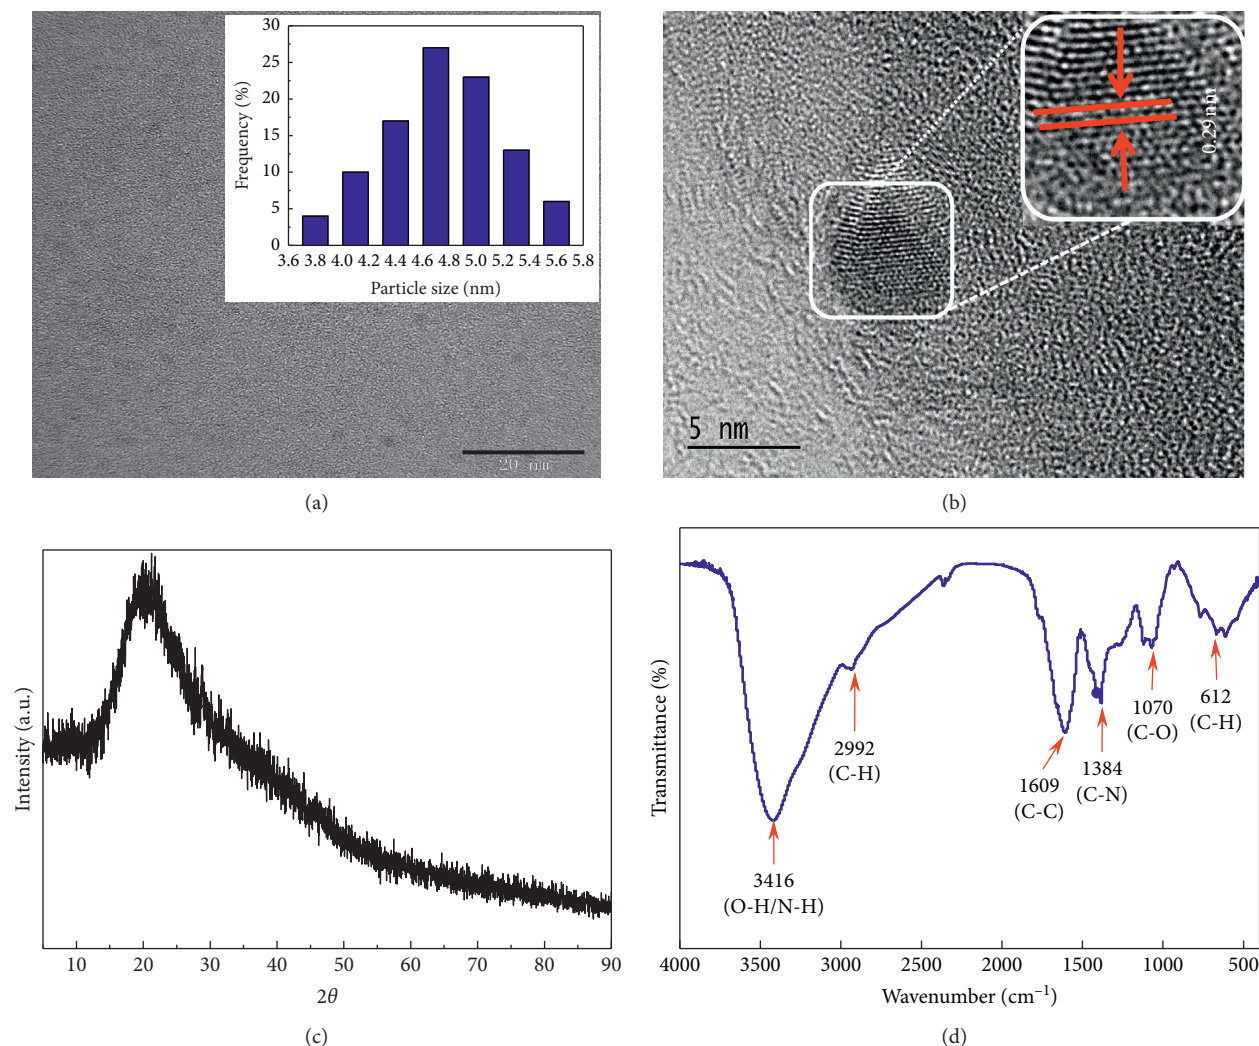 30
25
20
15
10
5
0
Frequency (%)
3.6 3.8 4.0 4.2 4.4 4.6 4.8 5.0 5.2 5.4 5.6 5.8
Particle size (nm)
20 nm
(a)
0.29 nm
5 nm
(b)
Intensity (a.u.)
10 20 30 40 50 60 70 80 90
2θ
(c)
Transmittance (%)
2992
(C-H)
1070
(C-O)
612
(C-H)
1609
(C-C)
1384
(C-N)
3416
(O-H/N-H)
4000 3500 3000 2500 2000 1500 1000 500
Wavenumber (cm⁻¹)
(d)